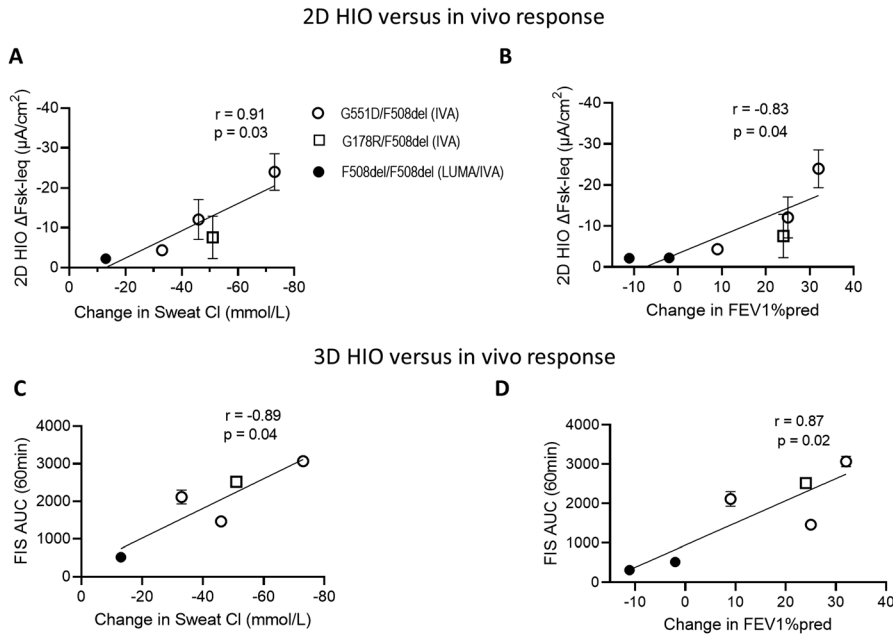 2D HIO versus in vivo response
A
2D HIO ΔFsk-Ieq (µA/cm²)
-40
-30
-20
-10
0
0
-20
-40
-60
-80
Change in Sweat Cl (mmol/L)
r = 0.91
p = 0.03
G551D/F508del (IVA)
G178R/F508del (IVA)
F508del/F508del (LUMA/IVA)
B
2D HIO ΔFsk-Ieq (µA/cm²)
-40
-30
-20
-10
0
-10
0
10
20
30
40
Change in FEV1%pred
r = -0.83
p = 0.04
3D HIO versus in vivo response
C
FIS AUC (60min)
4000
3000
2000
1000
0
0
-20
-40
-60
-80
Change in Sweat Cl (mmol/L)
r = -0.89
p = 0.04
D
FIS AUC (60min)
4000
3000
2000
1000
0
-10
0
10
20
30
40
Change in FEV1%pred
r = 0.87
p = 0.02